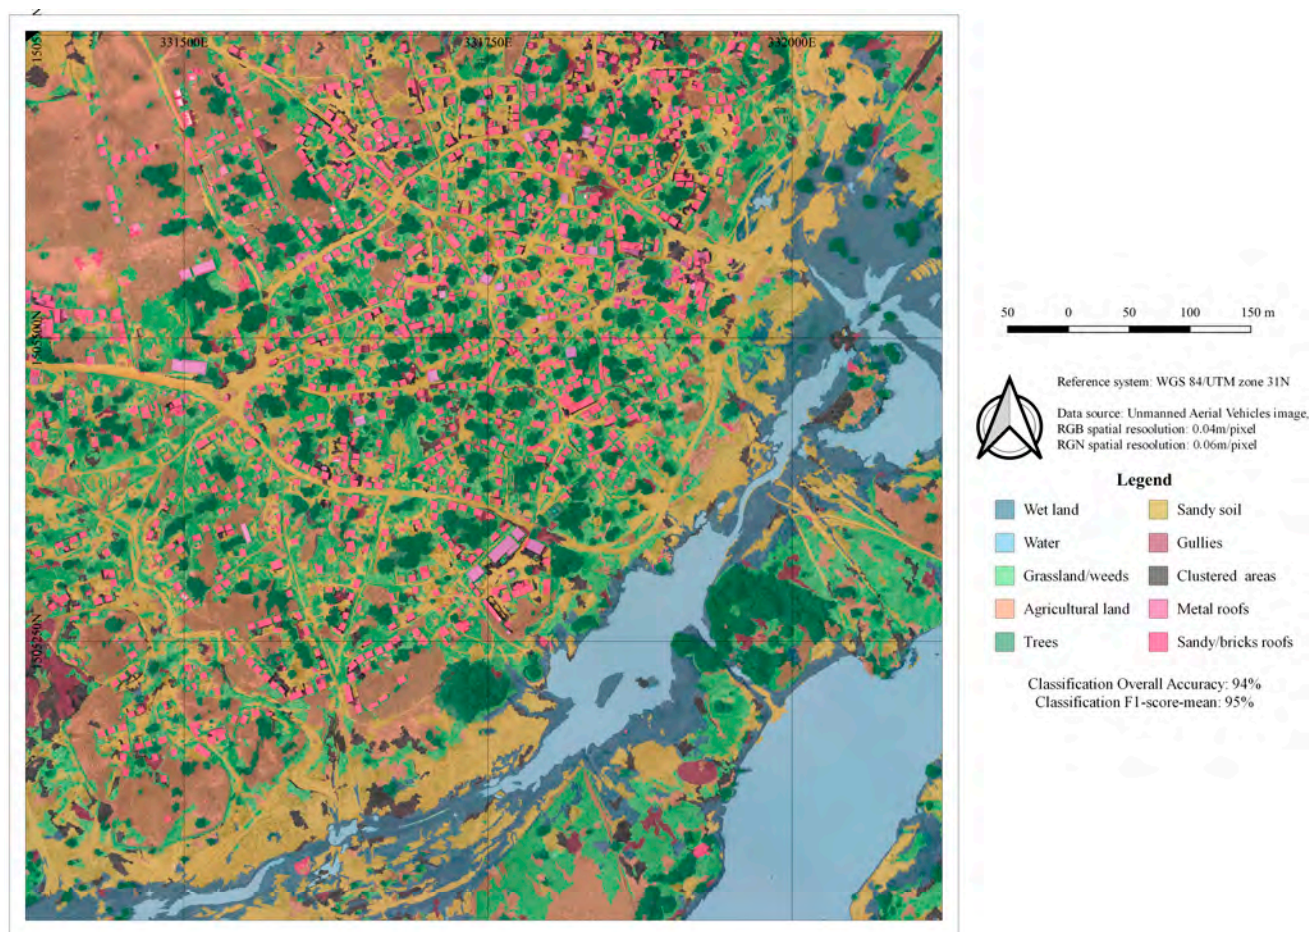 331500E 331750E 332000E
1505500N
1505250N
50 0 50 100 150 m
Reference system: WGS 84/UTM zone 31N
Data source: Unmanned Aerial Vehicles image,
RGB spatial resoolution: 0.04m/pixel
RGN spatial resoolution: 0.06m/pixel
Legend
Wet land Sandy soil
Water Gullies
Grassland/weeds Clustered areas
Agricultural land Metal roofs
Trees Sandy/bricks roofs
Classification Overall Accuracy: 94%
Classification F1-score-mean: 95%